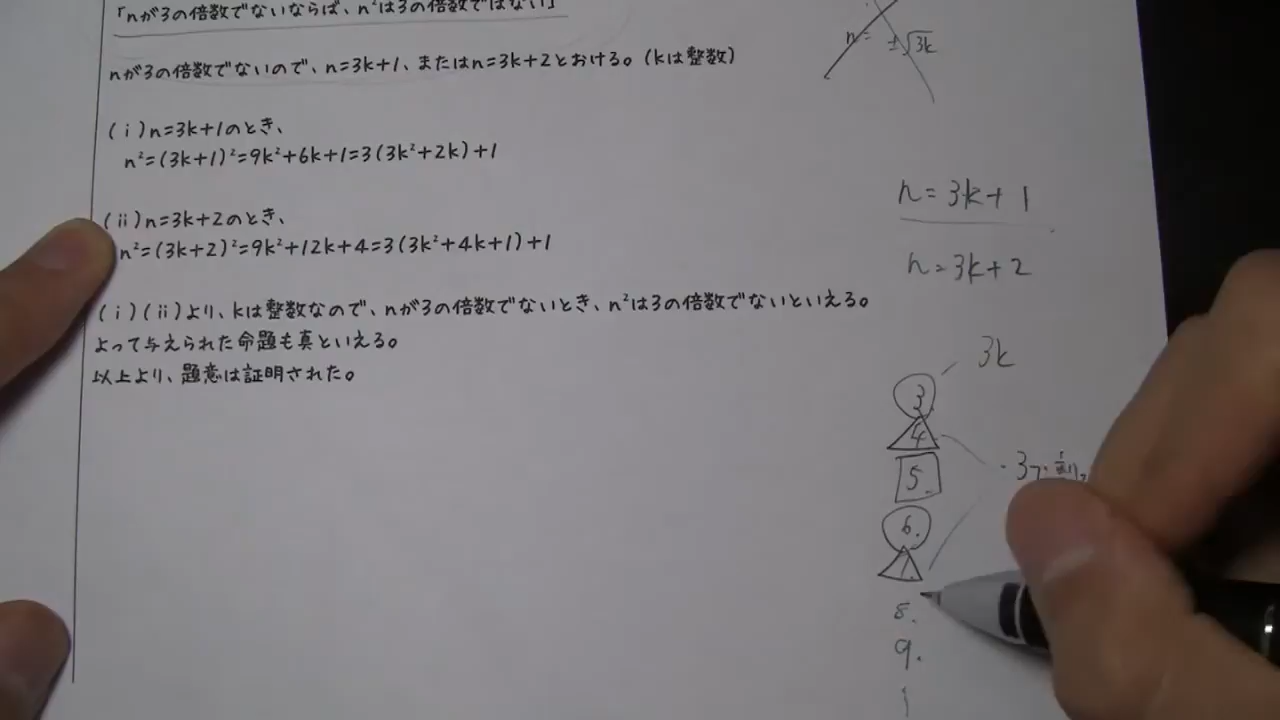 「nが3の倍数でないならば、n²は3の倍数ではない」
nが3の倍数でないので、n=3k+1、またはn=3k+2とおける。(kは整数)
(i)n=3k+1のとき、
n²=(3k+1)²=9k²+6k+1=3(3k²+2k)+1
(ii)n=3k+2のとき、
n²=(3k+2)²=9k²+12k+4=3(3k²+4k+1)+1
(i)(ii)より、kは整数なので、nが3の倍数でないとき、n²は3の倍数でないといえる。
よって与えられた命題も真といえる。
以上より、題意は証明された。
n= ±√3k
n=3k+1
n=3k+2
3k
3
4
5.
6.
7.
8.
9.